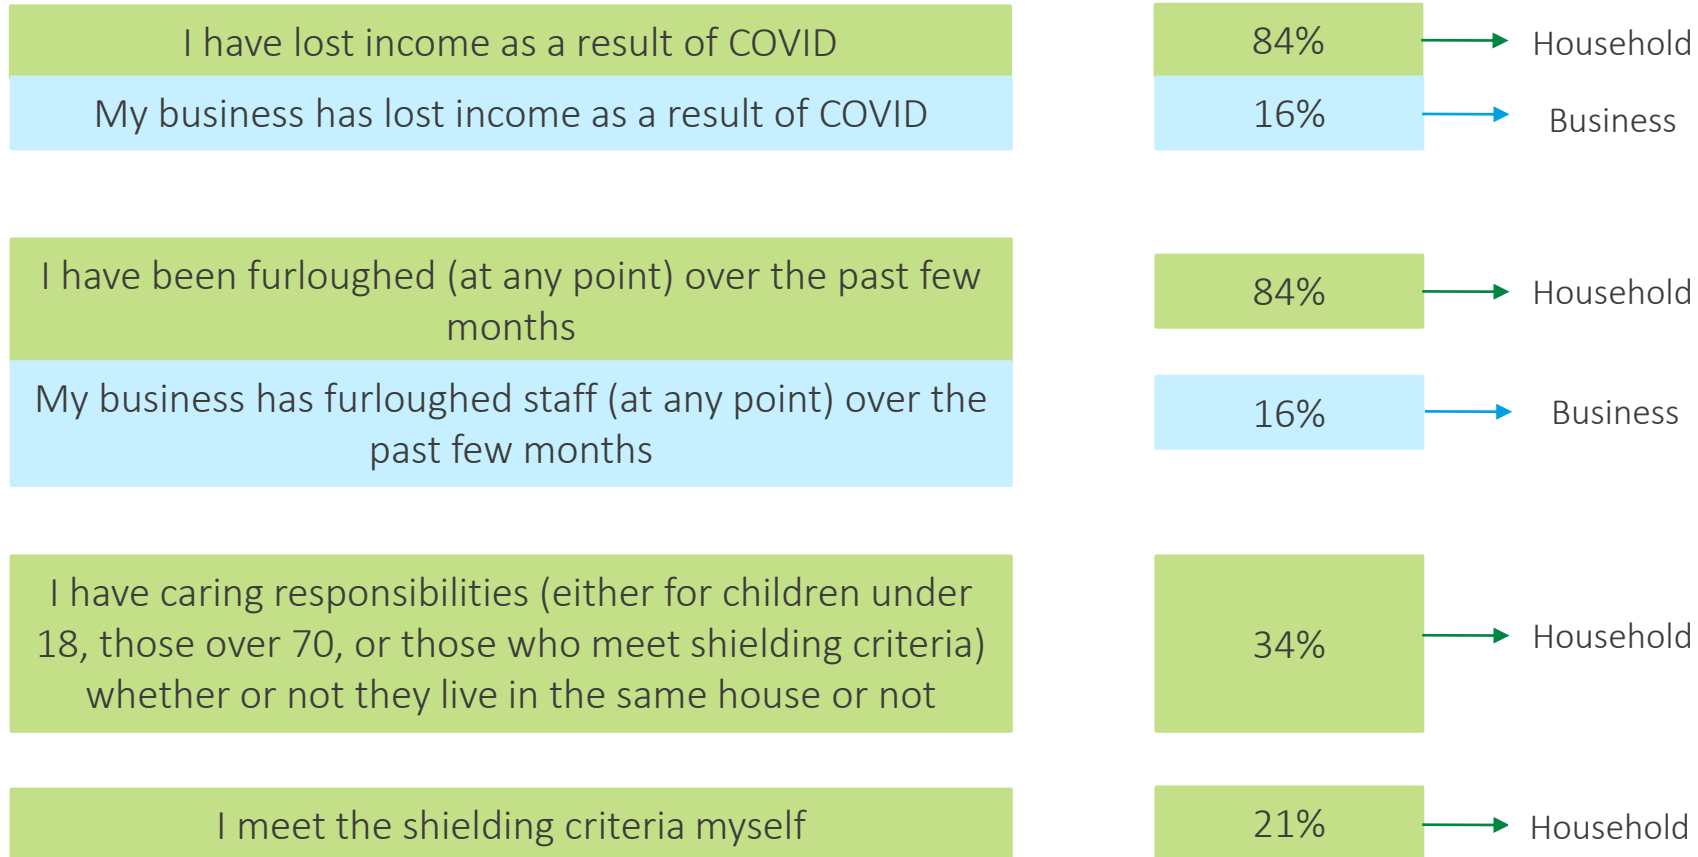 I have lost income as a result of COVID 84% Household
My business has lost income as a result of COVID 16% Business
I have been furloughed (at any point) over the past few
months
84% Household
My business has furloughed staff (at any point) over the
past few months
16% Business
I have caring responsibilities (either for children under
18, those over 70, or those who meet shielding criteria)
whether or not they live in the same house or not
34% Household
I meet the shielding criteria myself 21% Household